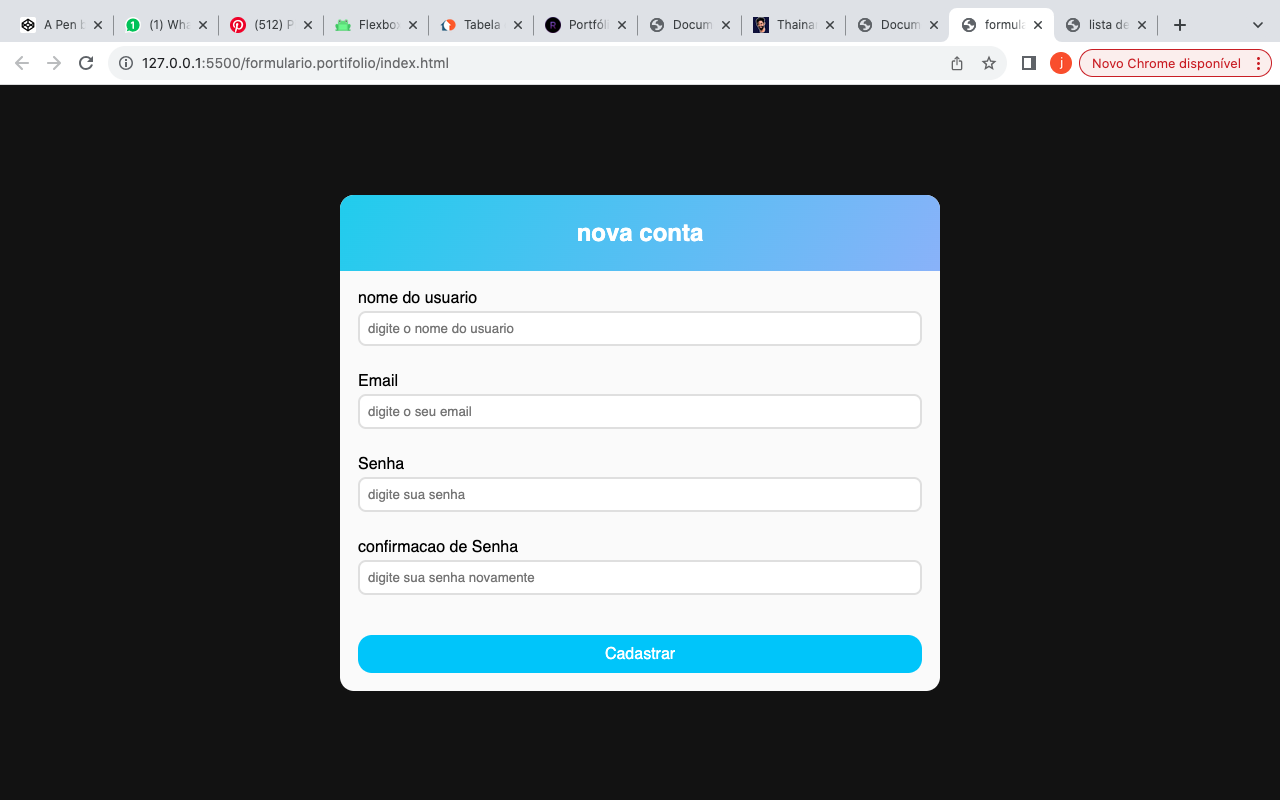 A Pen b
(1) Wha
(512) P
Flexbox
Tabela
Portfóli
Docum
Thaina
Docum
formula
lista de
127.0.0.1:5500/formulario.portifolio/index.html
j
Novo Chrome disponível
nova conta
nome do usuario
digite o nome do usuario
Email
digite o seu email
Senha
digite sua senha
confirmacao de Senha
digite sua senha novamente
Cadastrar